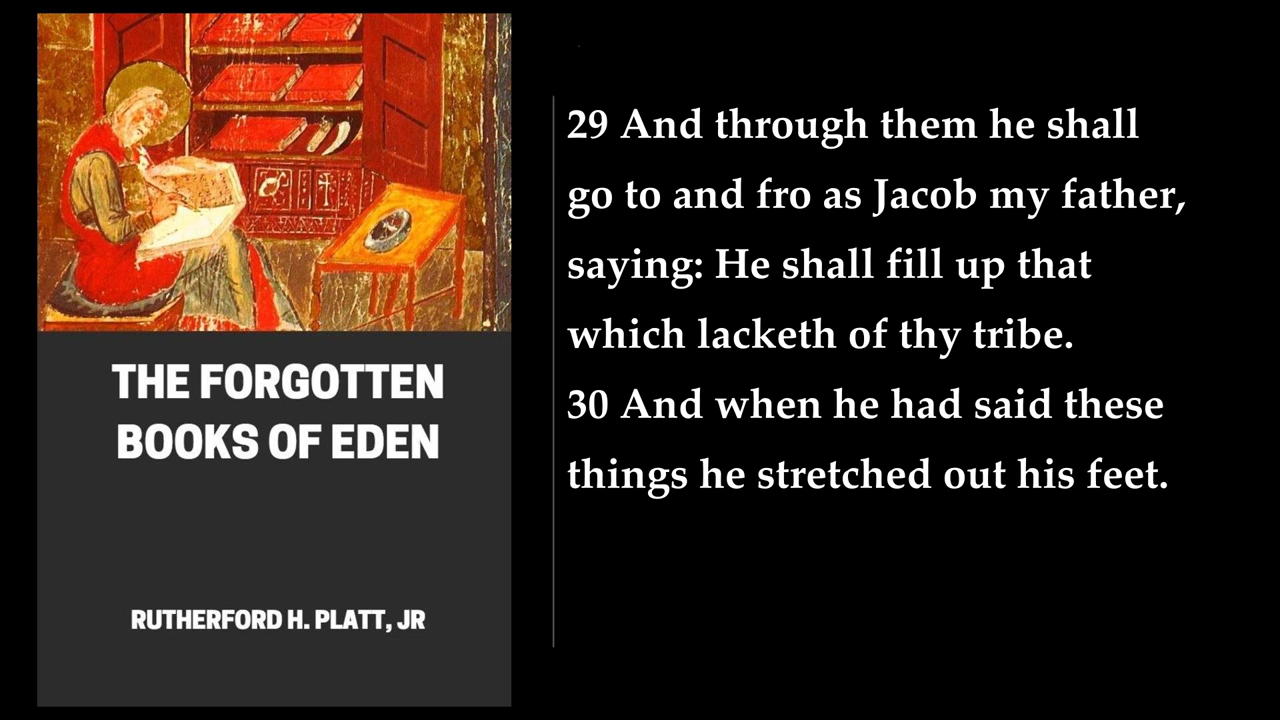 THE FORGOTTEN
BOOKS OF EDEN
RUTHERFORD H. PLATT, JR
29 And through them he shall
go to and fro as Jacob my father,
saying: He shall fill up that
which lacketh of thy tribe.
30 And when he had said these
things he stretched out his feet.